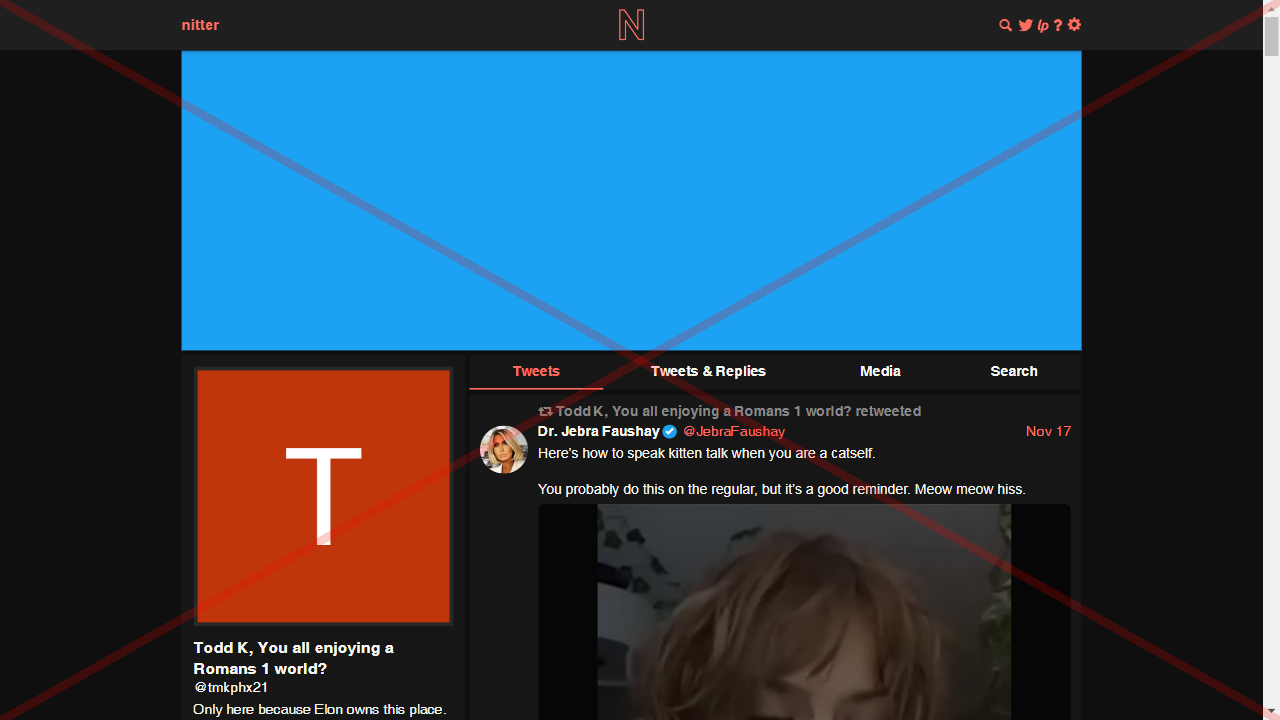 nitter
N
lp ?
Tweets
Tweets & Replies
Media
Search
T
Todd K, You all enjoying a Romans 1 world? retweeted
Dr. Jebra Faushay @JebraFaushay Nov 17
Here's how to speak kitten talk when you are a catself.
You probably do this on the regular, but it's a good reminder. Meow meow hiss.
Todd K, You all enjoying a
Romans 1 world?
@tmkphx21
Only here because Elon owns this place.